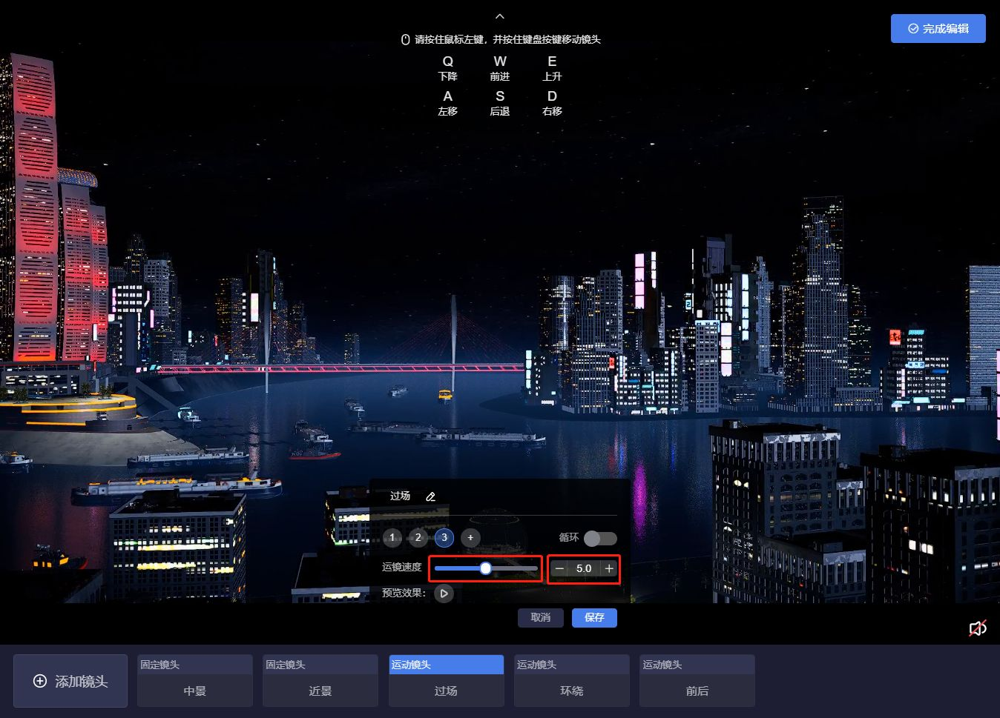 完成编辑
请按住鼠标左键，并按住键盘按键移动镜头
Q W E
下降 前进 上升
A S D
左移 后退 右移
过场
1 2 3 + 循环
运镜速度 − 5.0 +
预览效果：
取消 保存
添加镜头
固定镜头 固定镜头 运动镜头 运动镜头 运动镜头
中景 近景 过场 环绕 前后